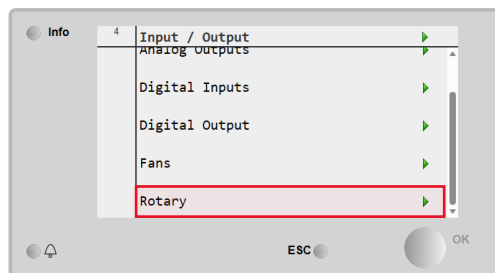 Info
4
Input / Output
Analog Outputs
Digital Inputs
Digital Output
Fans
Rotary
ESC
OK